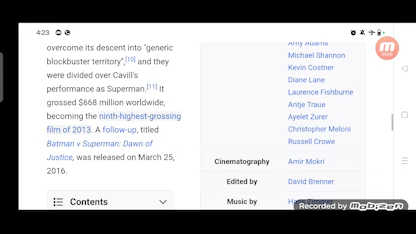 4:23
overcome its descent into "generic
blockbuster territory",[10] and they
were divided over Cavill's
performance as Superman.[11] It
grossed $668 million worldwide,
becoming the ninth-highest-grossing
film of 2013. A follow-up, titled
Batman v Superman: Dawn of
Justice, was released on March 25,
2016.
Contents
Amy Adams
Michael Shannon
Kevin Costner
Diane Lane
Laurence Fishburne
Antje Traue
Ayelet Zurer
Christopher Meloni
Russell Crowe
Cinematography Amir Mokri
Edited by David Brenner
Music by Hans
Recorded by Mobizen